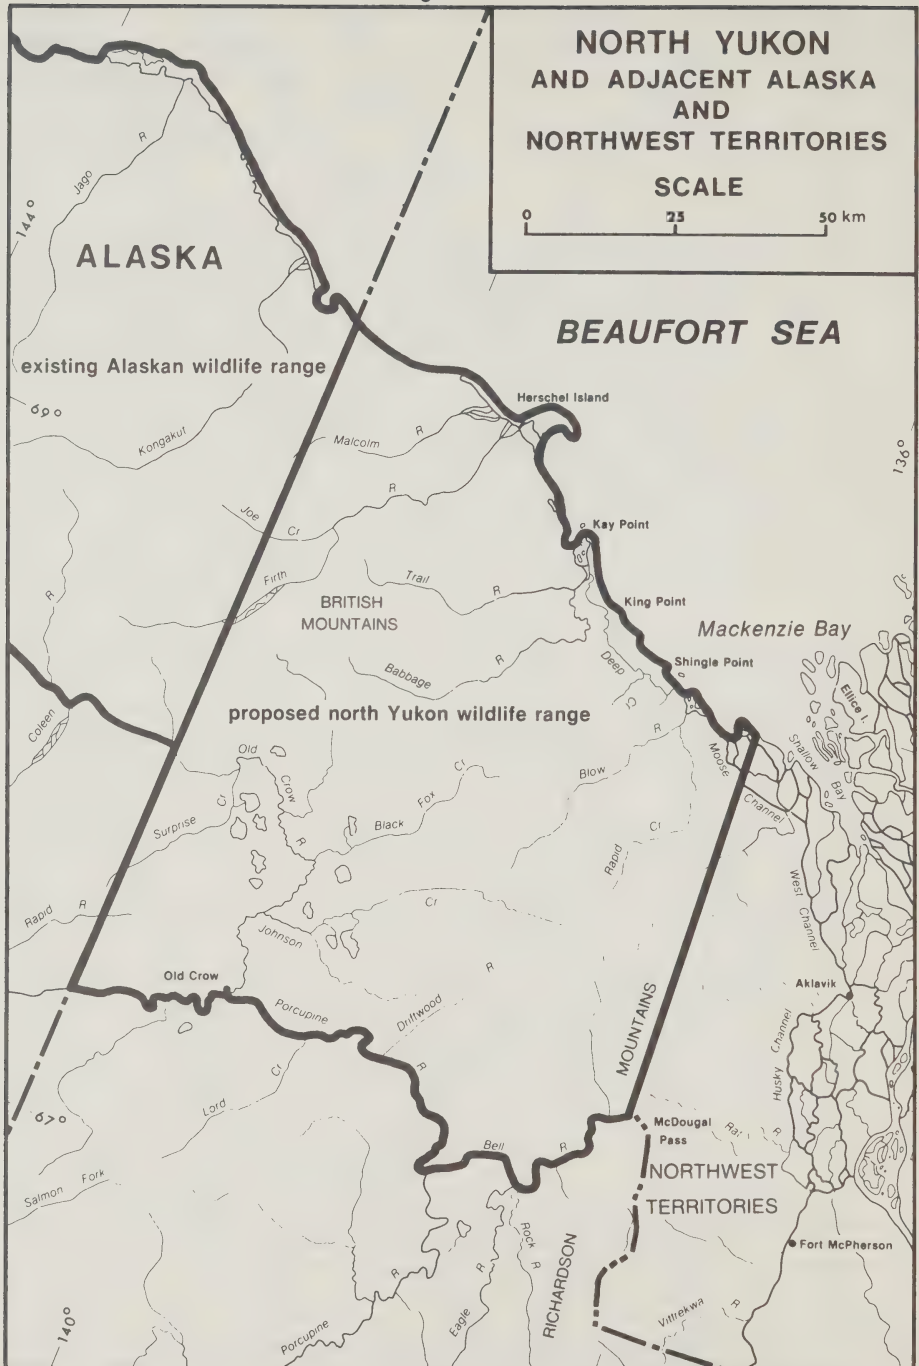 NORTH YUKON
AND ADJACENT ALASKA
AND
NORTHWEST TERRITORIES
SCALE
0 25 50 km
Jago R
144°
ALASKA
BEAUFORT SEA
existing Alaskan wildlife range
69°
Herschel Island
Kongakut
Malcolm R
136°
R
Joe Cr
Kay Point
Firth
Trail R
BRITISH
MOUNTAINS
King Point
Mackenzie Bay
R
Babbage R
Deep Cr
Shingle Point
Ellice I.
proposed north Yukon wildlife range
Coleen
Old Crow R
Blow R
Moose Channel
Shallow Bay
Surprise Cr
Black Fox Cr
Rapid Cr
West Channel
Rapid R
Johnson Cr
Old Crow
Aklavik
Porcupine R
Driftwood R
MOUNTAINS
Husky Channel
67°
Lord Cr
McDougal
Pass
Rat R
Bell R
Salmon Fork
NORTHWEST
TERRITORIES
Rock R
Fort McPherson
RICHARDSON
Eagle R
Porcupine R
Vittrekwa R
140°